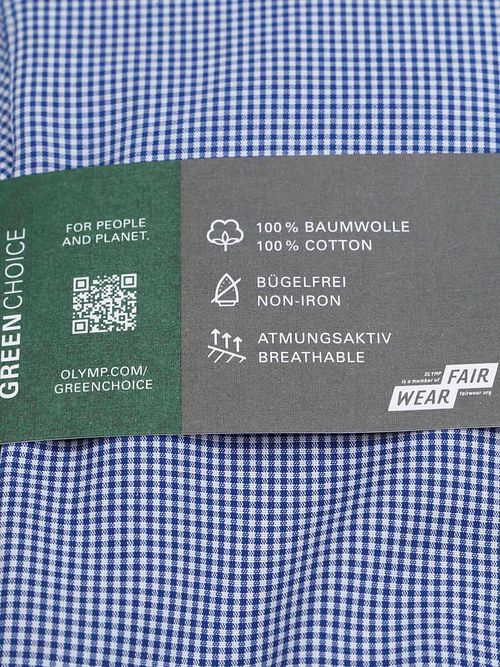 GREEN CHOICE
FOR PEOPLE
AND PLANET.
OLYMP.COM/
GREENCHOICE
100 % BAUMWOLLE
100 % COTTON
BÜGELFREI
NON-IRON
ATMUNGSAKTIV
BREATHABLE
OLYMP
is a member of
FAIR
WEAR
fairwear.org